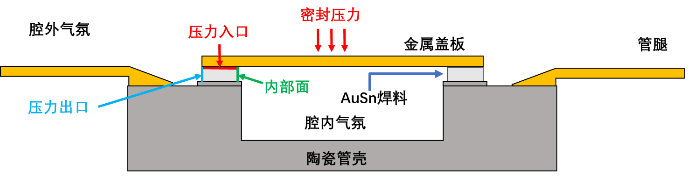 密封压力
腔外气氛
压力入口
金属盖板
管腿
内部面
压力出口
AuSn焊料
腔内气氛
陶瓷管壳